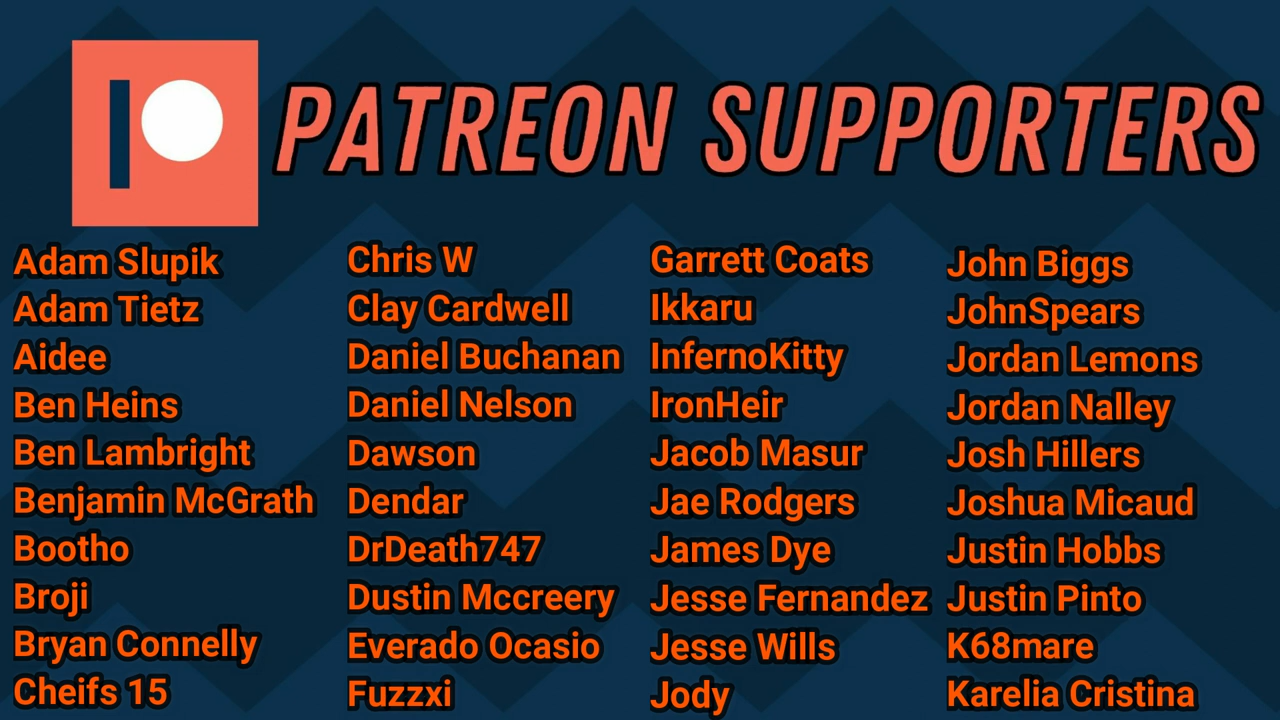 PATREON SUPPORTERS
Adam Slupik
Adam Tietz
Aidee
Ben Heins
Ben Lambright
Benjamin McGrath
Bootho
Broji
Bryan Connelly
Cheifs 15
Chris W
Clay Cardwell
Daniel Buchanan
Daniel Nelson
Dawson
Dendar
DrDeath747
Dustin Mccreery
Everado Ocasio
Fuzzxi
Garrett Coats
Ikkaru
InfernoKitty
IronHeir
Jacob Masur
Jae Rodgers
James Dye
Jesse Fernandez
Jesse Wills
Jody
John Biggs
JohnSpears
Jordan Lemons
Jordan Nalley
Josh Hillers
Joshua Micaud
Justin Hobbs
Justin Pinto
K68mare
Karelia Cristina